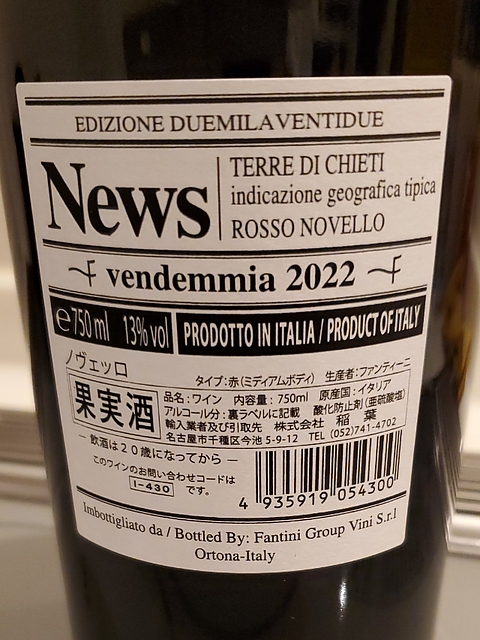 EDIZIONE DUEMILAVENTIDUE
News
TERRE DI CHIETI
indicazione geografica tipica
ROSSO NOVELLO
vendemmia 2022
e 750 ml 13% vol PRODOTTO IN ITALIA / PRODUCT OF ITALY
ノヴェッロ
果実酒
タイプ:赤(ミディアムボディ) 生産者:ファンティーニ
品名:ワイン 内容量:750ml 原産国:イタリア
アルコール分:裏ラベルに記載 酸化防止剤(亜硫酸塩)
輸入業者及び引取先 株式会社 稲葉
名古屋市千種区今池 5-9-12 TEL (052)741-4702
― 飲酒は20歳になってから ―
このワインのお問い合わせコードは
I-430 です。
4 935919 054300
Imbottigliato da / Bottled By: Fantini Group Vini S.r.l
Ortona-Italy